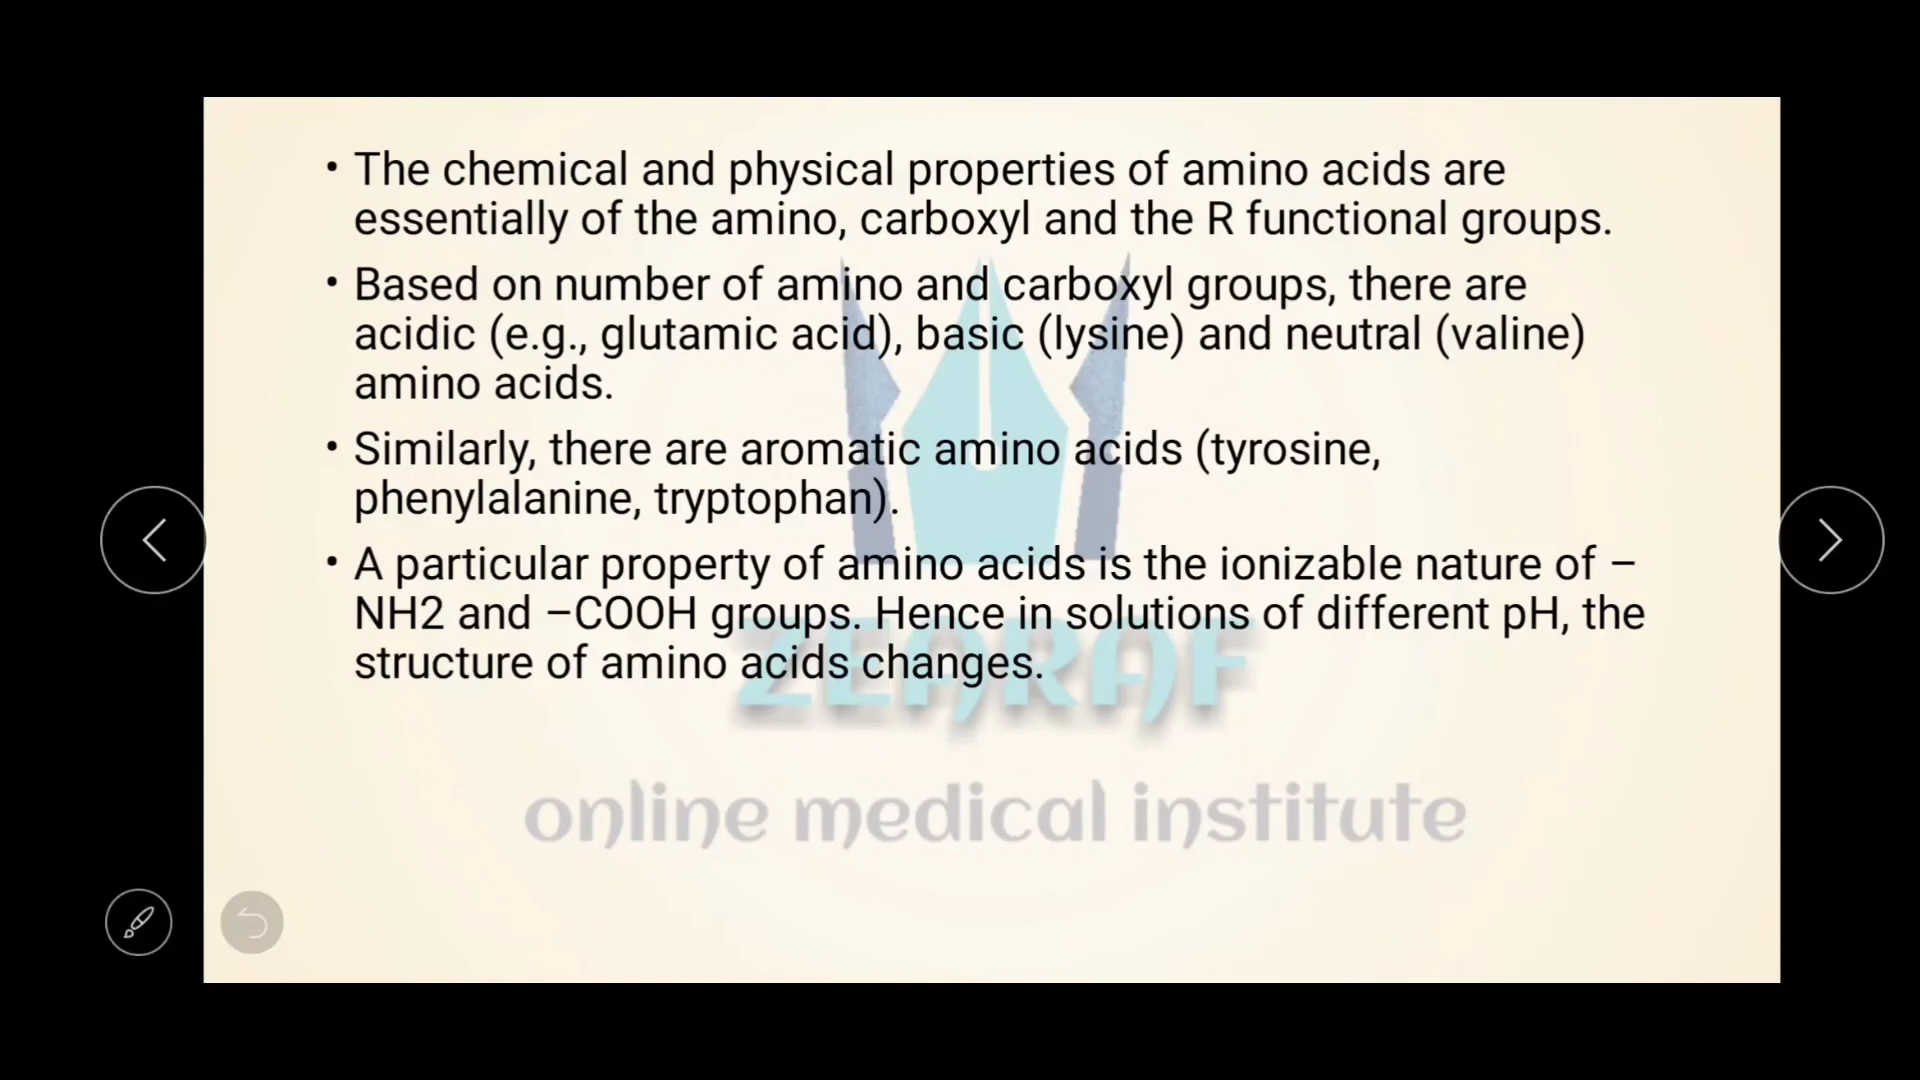 • The chemical and physical properties of amino acids are
essentially of the amino, carboxyl and the R functional groups.
• Based on number of amino and carboxyl groups, there are
acidic (e.g., glutamic acid), basic (lysine) and neutral (valine)
amino acids.
• Similarly, there are aromatic amino acids (tyrosine,
phenylalanine, tryptophan).
• A particular property of amino acids is the ionizable nature of –
NH2 and –COOH groups. Hence in solutions of different pH, the
structure of amino acids changes.
ZEARAF
online medical institute